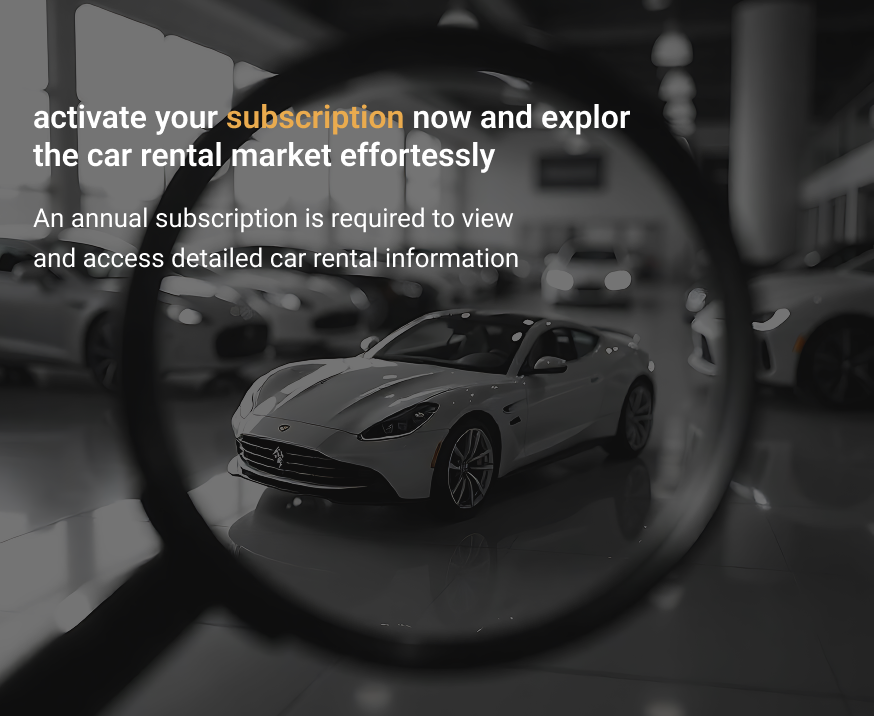 activate your subscription now and explor
the car rental market effortessly
An annual subscription is required to view
and access detailed car rental information